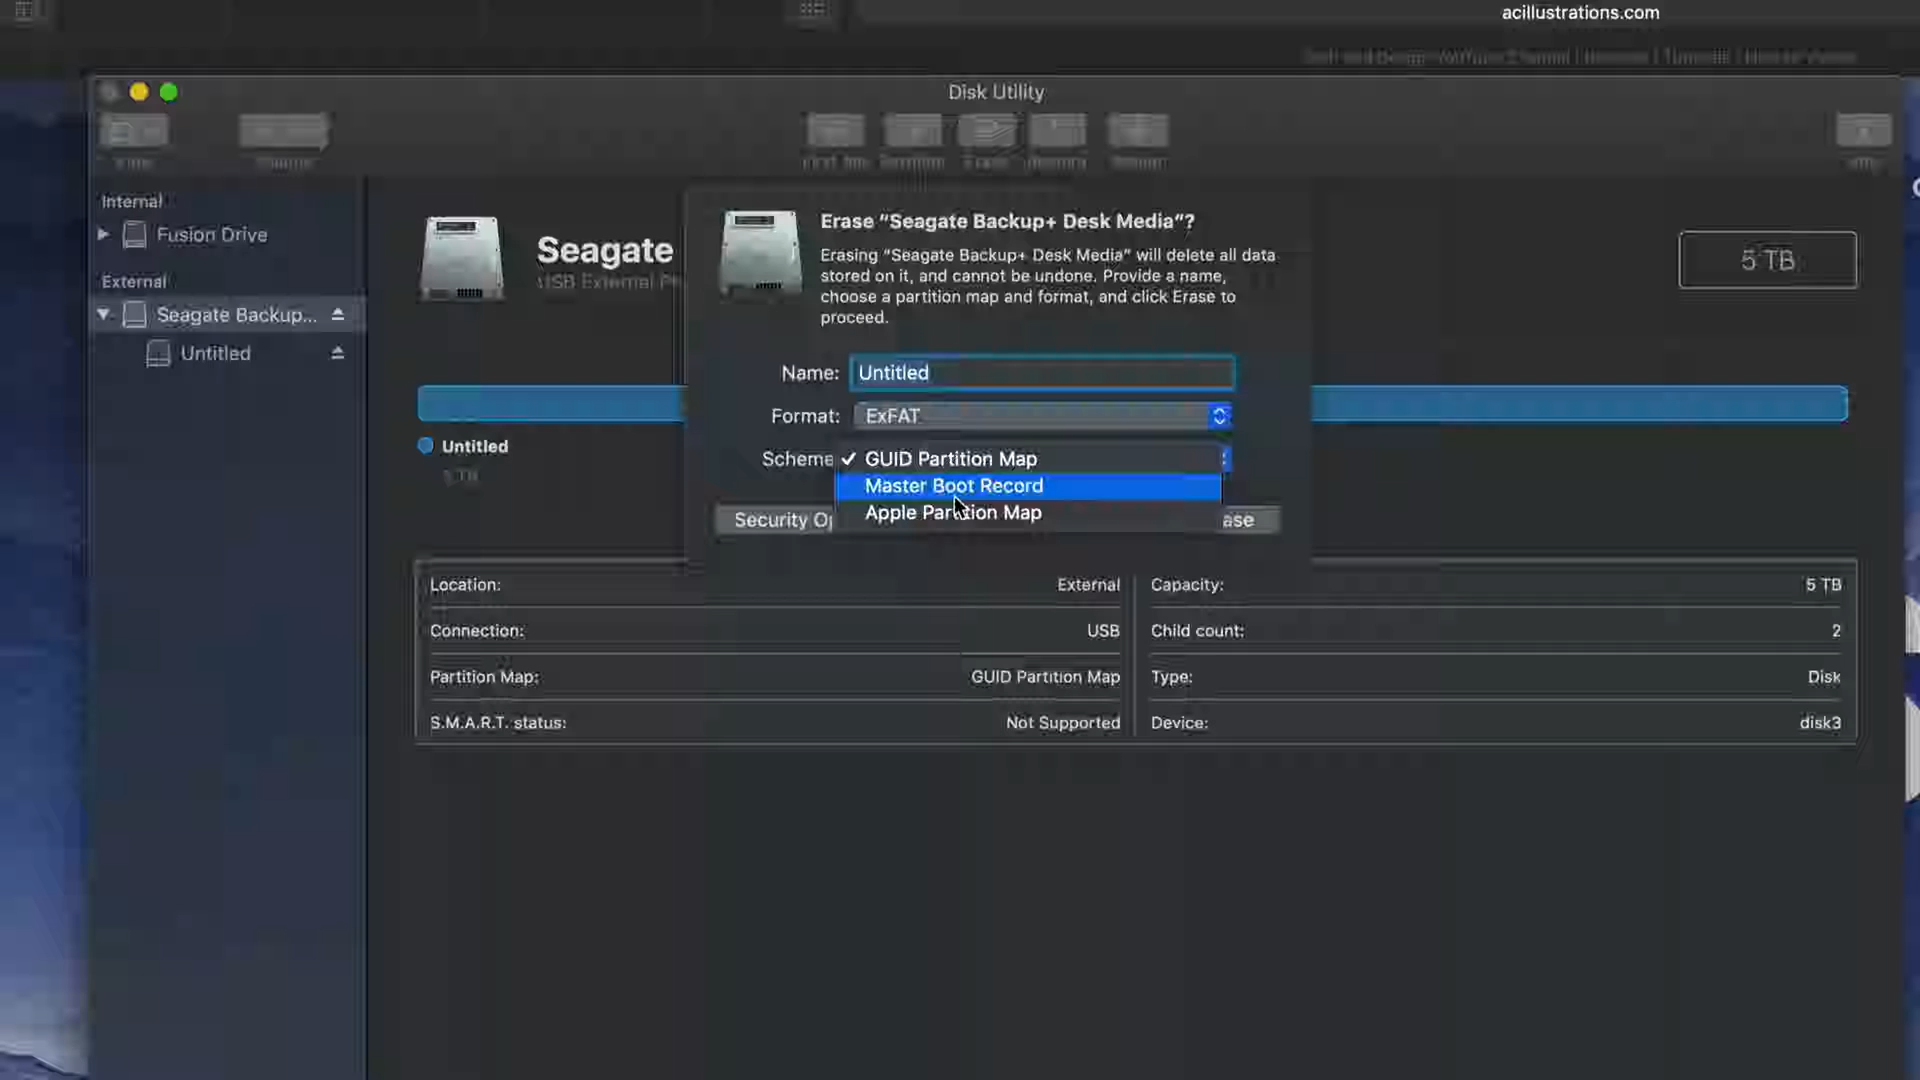 acillustrations.com
Disk Utility
Internal
Fusion Drive
External
Seagate Backup...
Untitled
Seagate
USB External
5 TB
Erase “Seagate Backup+ Desk Media”?
Erasing “Seagate Backup+ Desk Media” will delete all data
stored on it, and cannot be undone. Provide a name,
choose a partition map and format, and click Erase to
proceed.
Name: Untitled
Format: ExFAT
Scheme ✓ GUID Partition Map
Master Boot Record
Apple Partition Map
Security Op
ase
Untitled
5 TB
Location: External
Connection: USB
Partition Map: GUID Partition Map
S.M.A.R.T. status: Not Supported
Capacity: 5 TB
Child count: 2
Type: Disk
Device: disk3